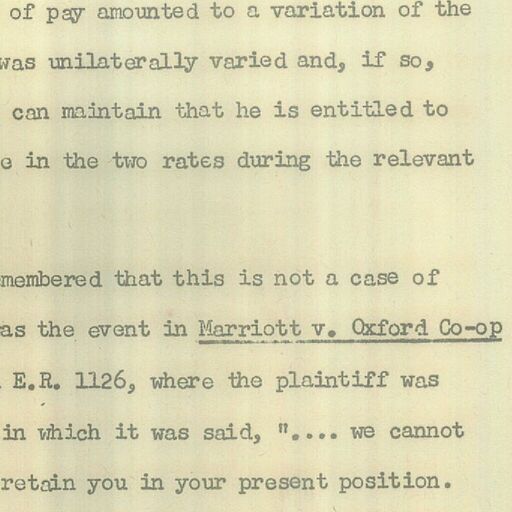 of pay amounted to a variation of the
was unilaterally varied and, if so,
can maintain that he is entitled to
e in the two rates during the relevant
membered that this is not a case of
as the event in Marriott v. Oxford Co-op
E.R. 1126, where the plaintiff was
in which it was said, ".... we cannot
retain you in your present position.